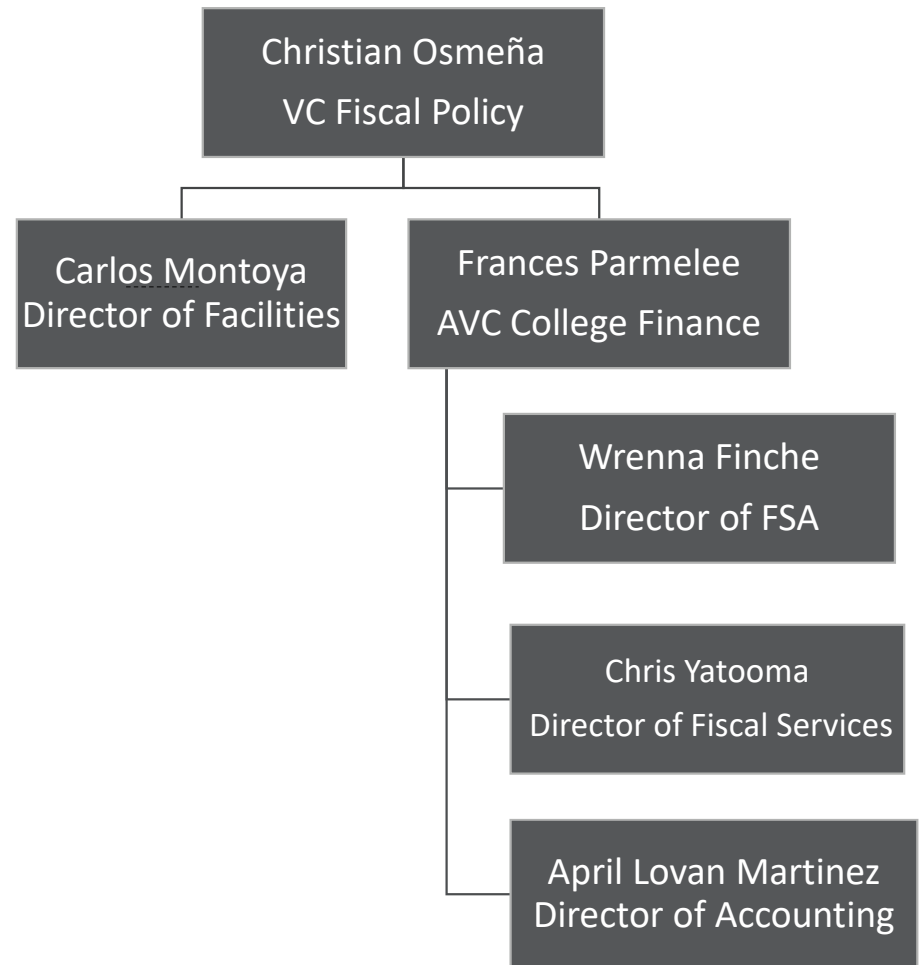 Christian Osmeña
VC Fiscal Policy
Carlos Montoya
Director of Facilities
Frances Parmelee
AVC College Finance
Wrenna Finche
Director of FSA
Chris Yatooma
Director of Fiscal Services
April Lovan Martinez
Director of Accounting